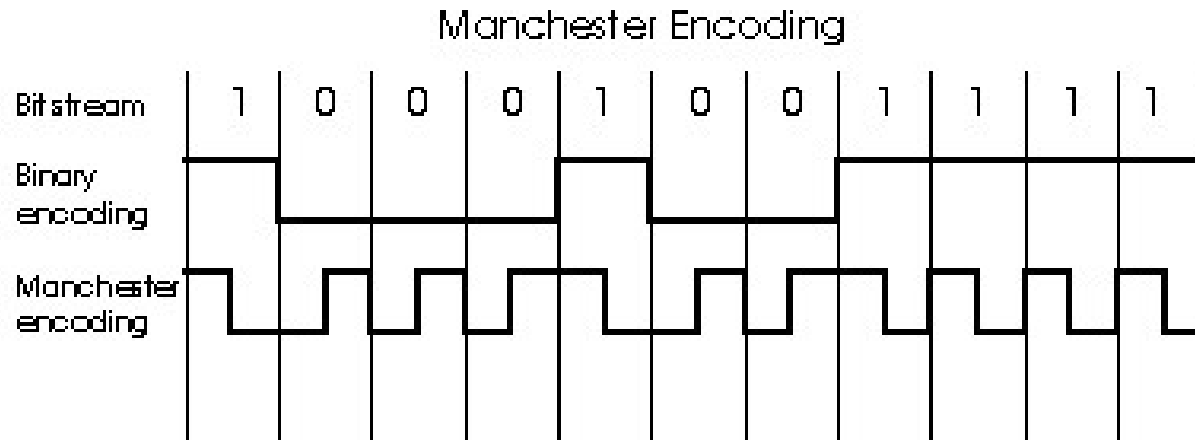 Manchester Encoding
Bitstream 1 0 0 0 1 0 0 1 1 1 1
Binary
encoding
Manchester
encoding